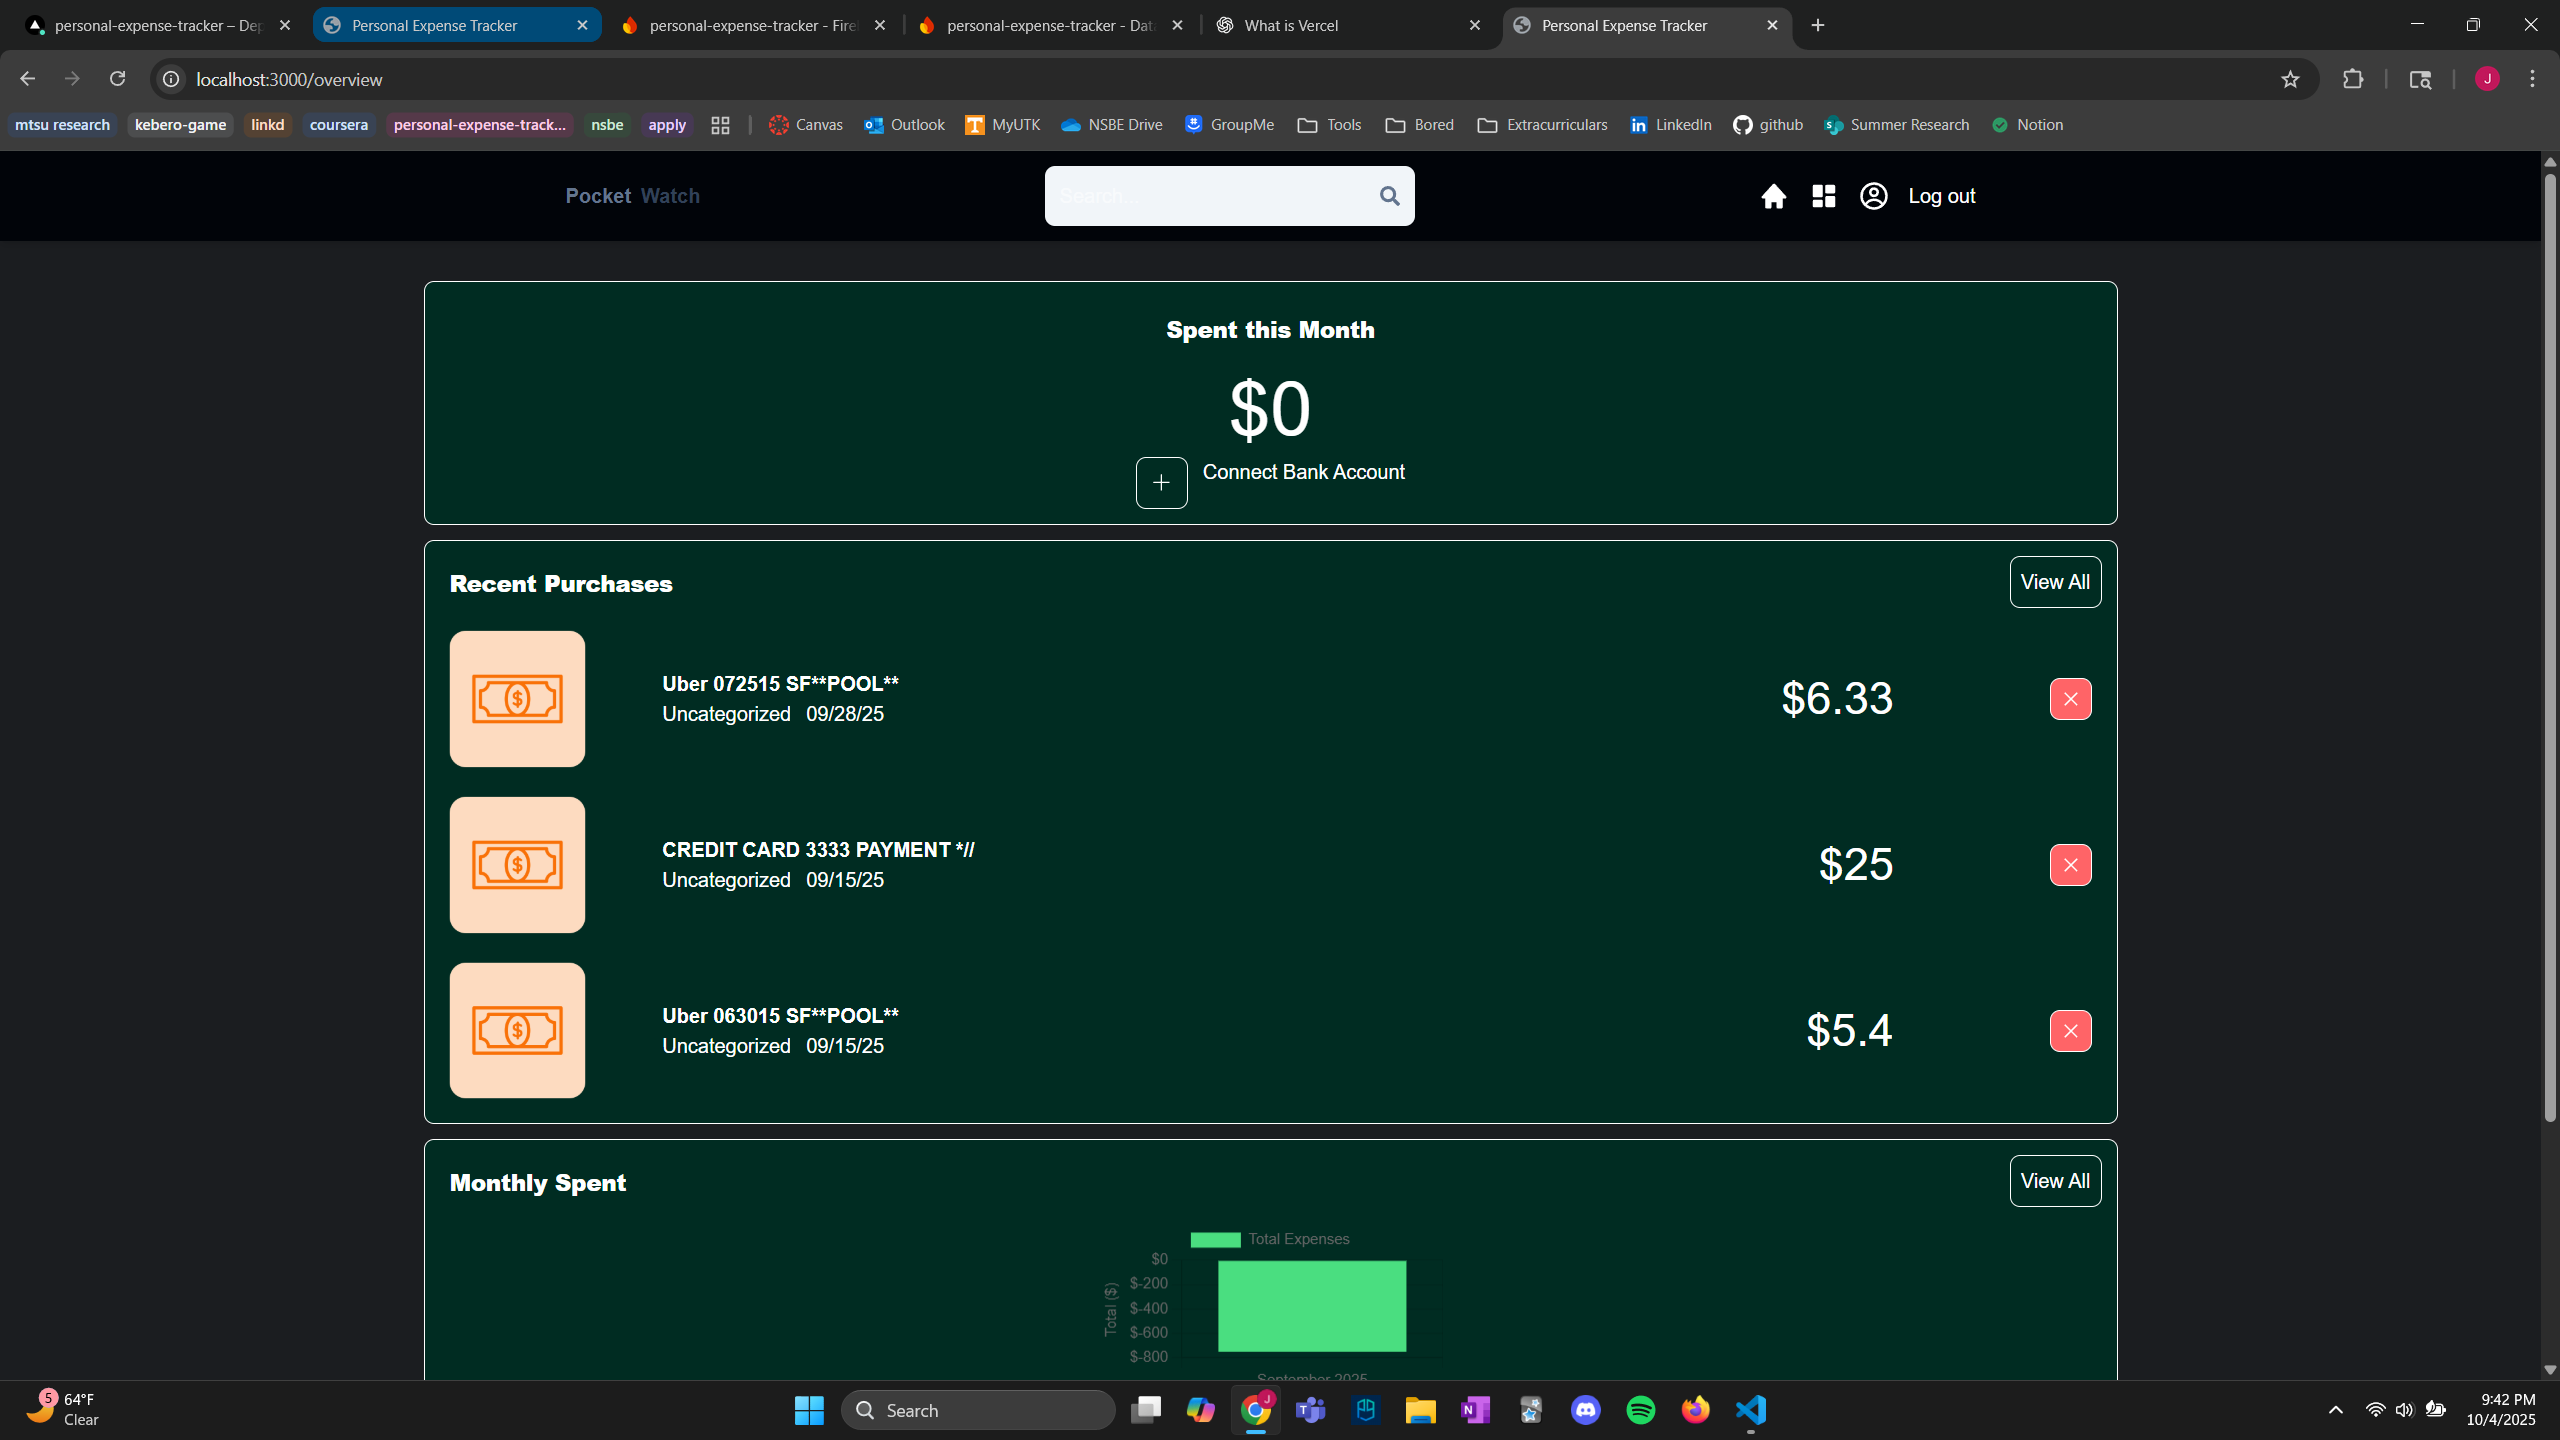 personal-expense-tracker – Dep
Personal Expense Tracker
personal-expense-tracker - Fire
personal-expense-tracker - Dat
What is Vercel
Personal Expense Tracker
localhost:3000/overview
J
mtsu research
kebero-game
linkd
coursera
personal-expense-track...
nsbe
apply
Canvas
Outlook
MyUTK
NSBE Drive
GroupMe
Tools
Bored
Extracurriculars
LinkedIn
github
Summer Research
Notion
Pocket Watch
Search...
Log out
Spent this Month
$0
+ Connect Bank Account
Recent Purchases
View All
Uber 072515 SF**POOL**
Uncategorized 09/28/25
$6.33
CREDIT CARD 3333 PAYMENT *//
Uncategorized 09/15/25
$25
Uber 063015 SF**POOL**
Uncategorized 09/15/25
$5.4
Monthly Spent
View All
Total Expenses
Total ($)
$0
$-200
$-400
$-600
$-800
September 2025
5
64°F
Clear
Search
9:42 PM
10/4/2025